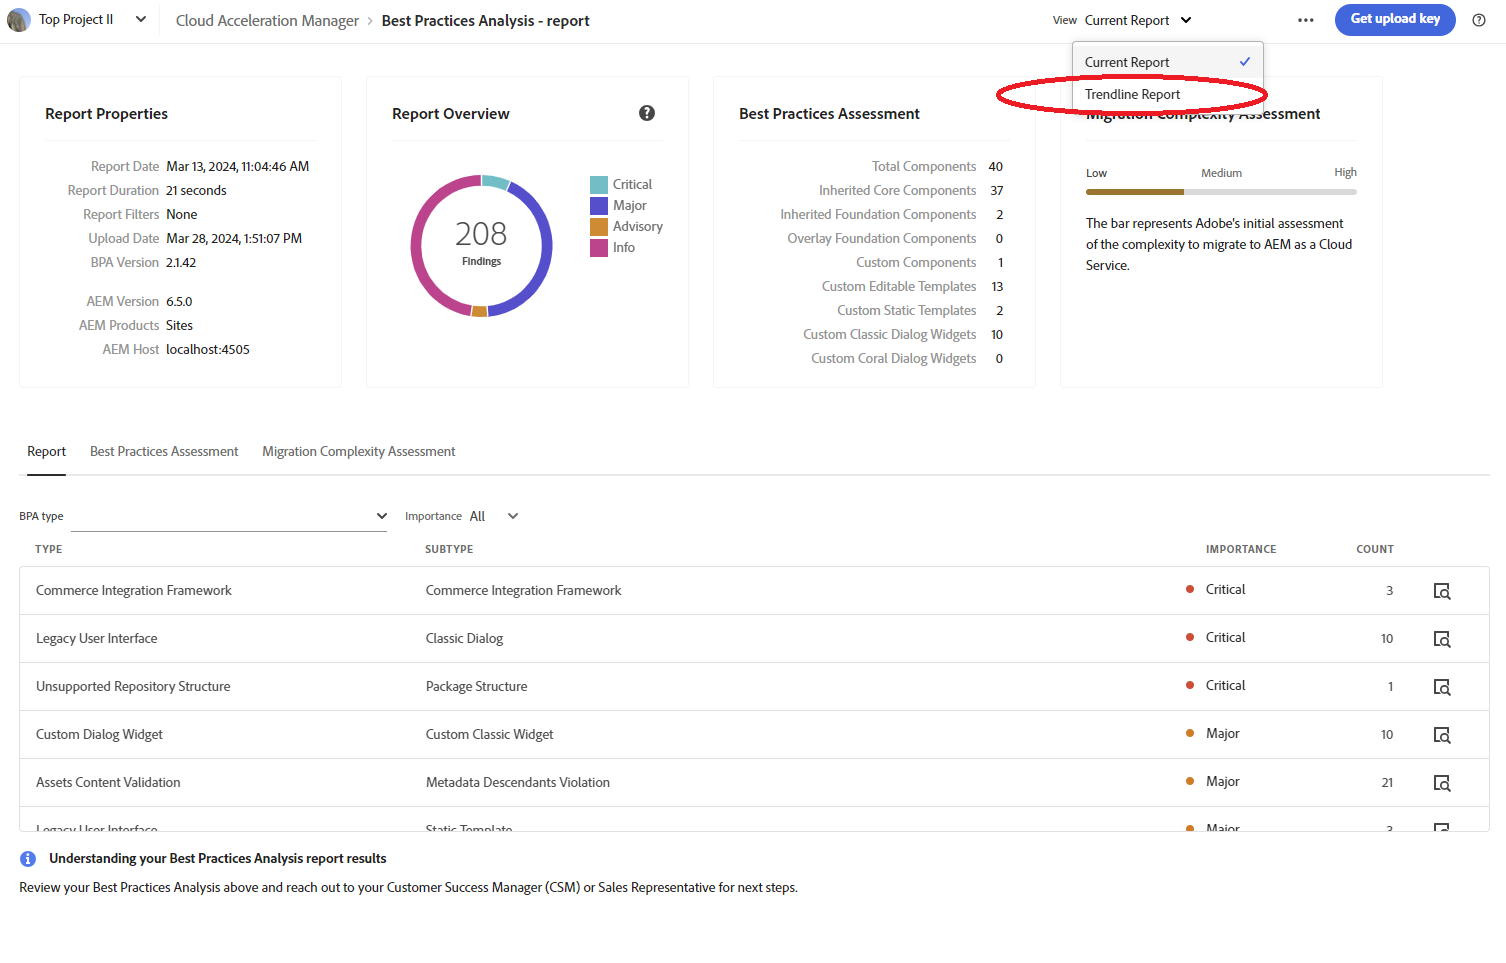 Top Project II
Cloud Acceleration Manager > Best Practices Analysis - report
View Current Report
Get upload key
Current Report
Trendline Report
Report Properties
Report Date Mar 13, 2024, 11:04:46 AM
Report Duration 21 seconds
Report Filters None
Upload Date Mar 28, 2024, 1:51:07 PM
BPA Version 2.1.42
AEM Version 6.5.0
AEM Products Sites
AEM Host localhost:4505
Report Overview
208
Findings
Critical
Major
Advisory
Info
Best Practices Assessment
Total Components 40
Inherited Core Components 37
Inherited Foundation Components 2
Overlay Foundation Components 0
Custom Components 1
Custom Editable Templates 13
Custom Static Templates 2
Custom Classic Dialog Widgets 10
Custom Coral Dialog Widgets 0
Migration Complexity Assessment
Low Medium High
The bar represents Adobe's initial assessment
of the complexity to migrate to AEM as a Cloud
Service.
Report Best Practices Assessment Migration Complexity Assessment
BPA type Importance All
TYPE SUBTYPE IMPORTANCE COUNT
Commerce Integration Framework Commerce Integration Framework Critical 3
Legacy User Interface Classic Dialog Critical 10
Unsupported Repository Structure Package Structure Critical 1
Custom Dialog Widget Custom Classic Widget Major 10
Assets Content Validation Metadata Descendants Violation Major 21
Legacy User Interface Static Template Major
Understanding your Best Practices Analysis report results
Review your Best Practices Analysis above and reach out to your Customer Success Manager (CSM) or Sales Representative for next steps.